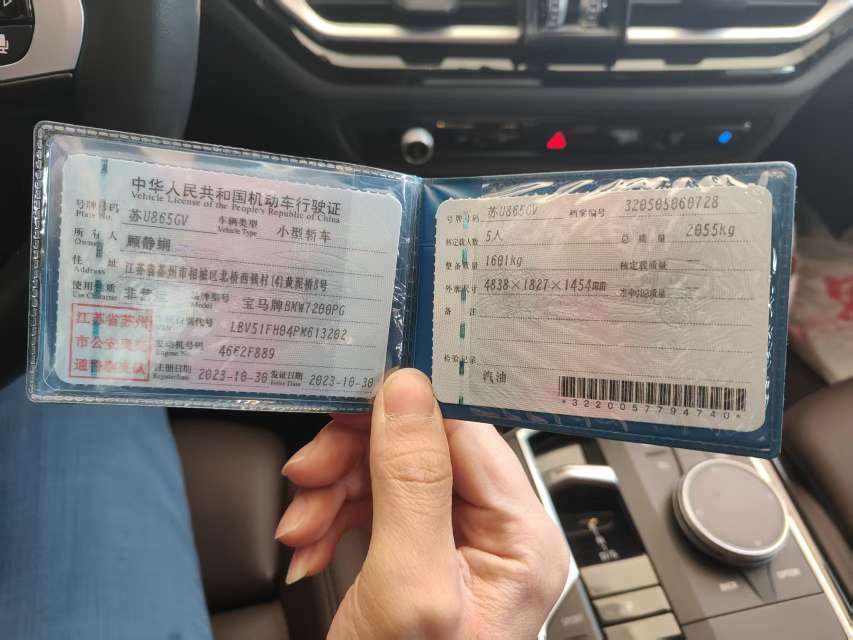 中华人民共和国机动车行驶证
Vehicle License of the People's Republic of China
号牌号码 苏U865GV 车辆类型 小型轿车
Plate No. Vehicle Type
所有人 顾静娟
Owner
住址 江苏省苏州市相城区北桥西钱村(4)黄泥桥8号
Address
使用性质 非营运 品牌型号 宝马牌BMW7200PG
Use Character Model
江苏省苏州
市公安局交
通警察支队
车辆识别代号 LBV51FH04PM613202
VIN
发动机号码 46E2F889
Engine No.
注册日期 2023-10-30 发证日期 2023-10-30
Register Date Issue Date
号牌号码 苏U865GV 档案编号 320505060728
核定载人数 5人 总质量 2055kg
整备质量 1601kg 核定载质量 --
外廓尺寸 4838×1827×1454mm 准牵引总质量 --
备注
检验记录
汽油
*3220057794740*
BACK
OPTION